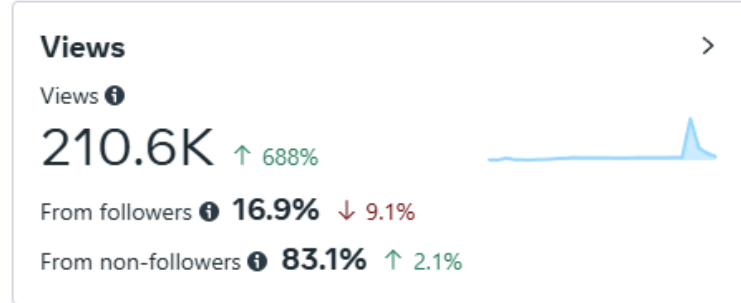 Views
Views
210.6K ↑ 688%
From followers 16.9% ↓ 9.1%
From non-followers 83.1% ↑ 2.1%